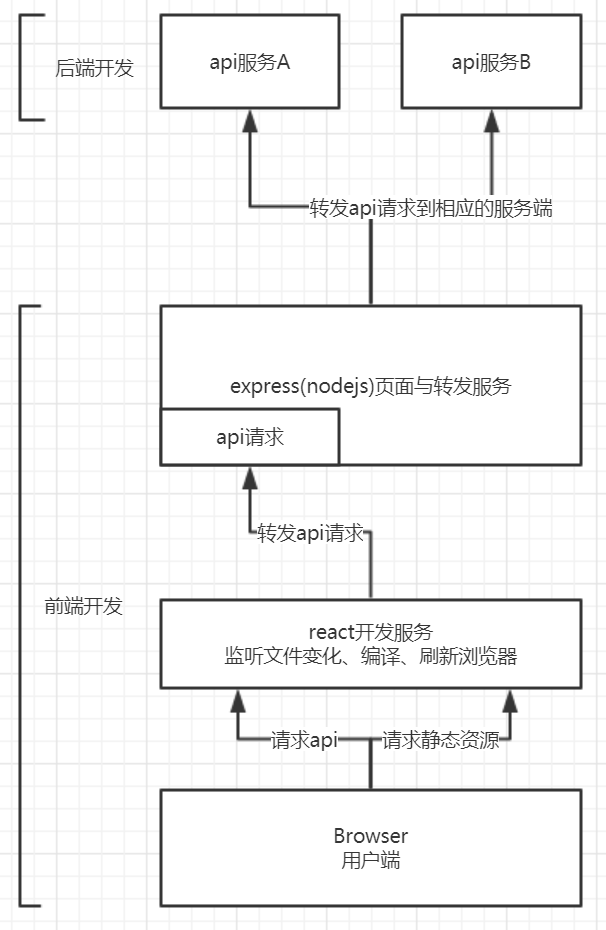 后端开发
api服务A
api服务B
转发api请求到相应的服务端
express(nodejs)页面与转发服务
api请求
转发api请求
前端开发
react开发服务
监听文件变化、编译、刷新浏览器
请求api
请求静态资源
Browser
用户端